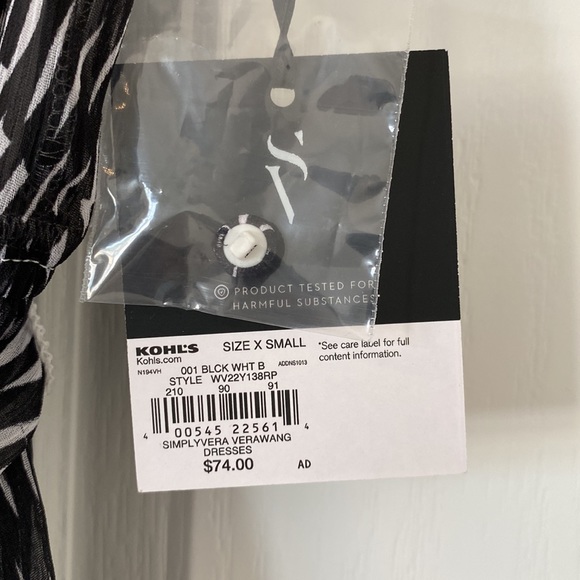 SV
PRODUCT TESTED FOR
HARMFUL SUBSTANCES
KOHL'S
Kohls.com
SIZE X SMALL
*See care label for full
content information.
N194VH
001 BLCK WHT B
ADDNS1013
STYLE WV22Y138RP
210 90 91
4 00545 22561 4
SIMPLYVERA VERAWANG
DRESSES
$74.00 AD